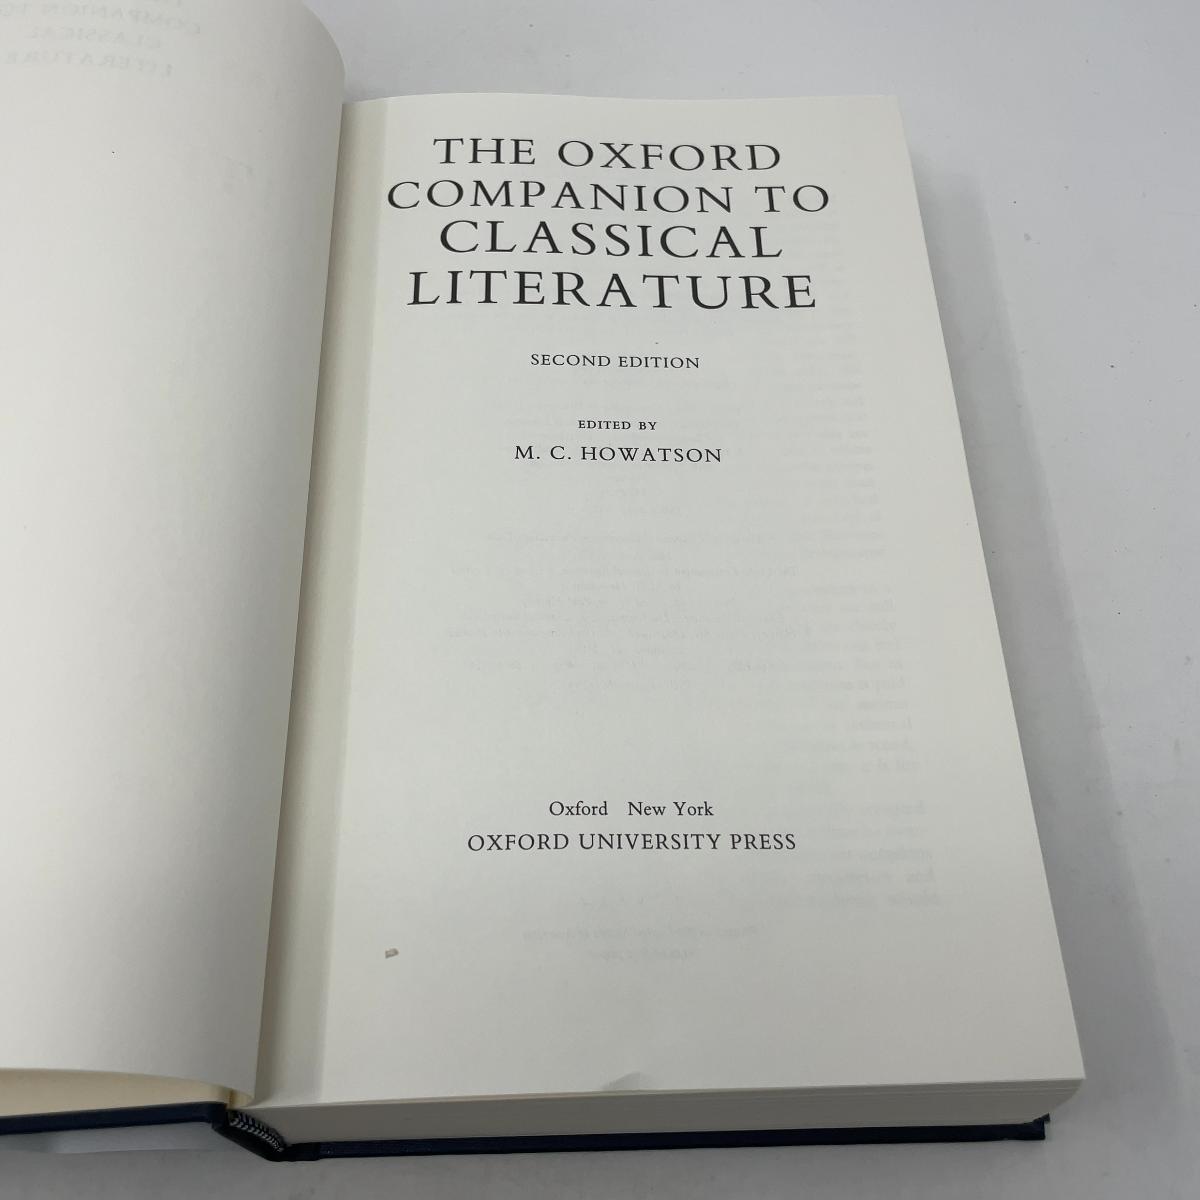 THE OXFORD
COMPANION TO
CLASSICAL
LITERATURE
SECOND EDITION
EDITED BY
M. C. HOWATSON
Oxford New York
OXFORD UNIVERSITY PRESS